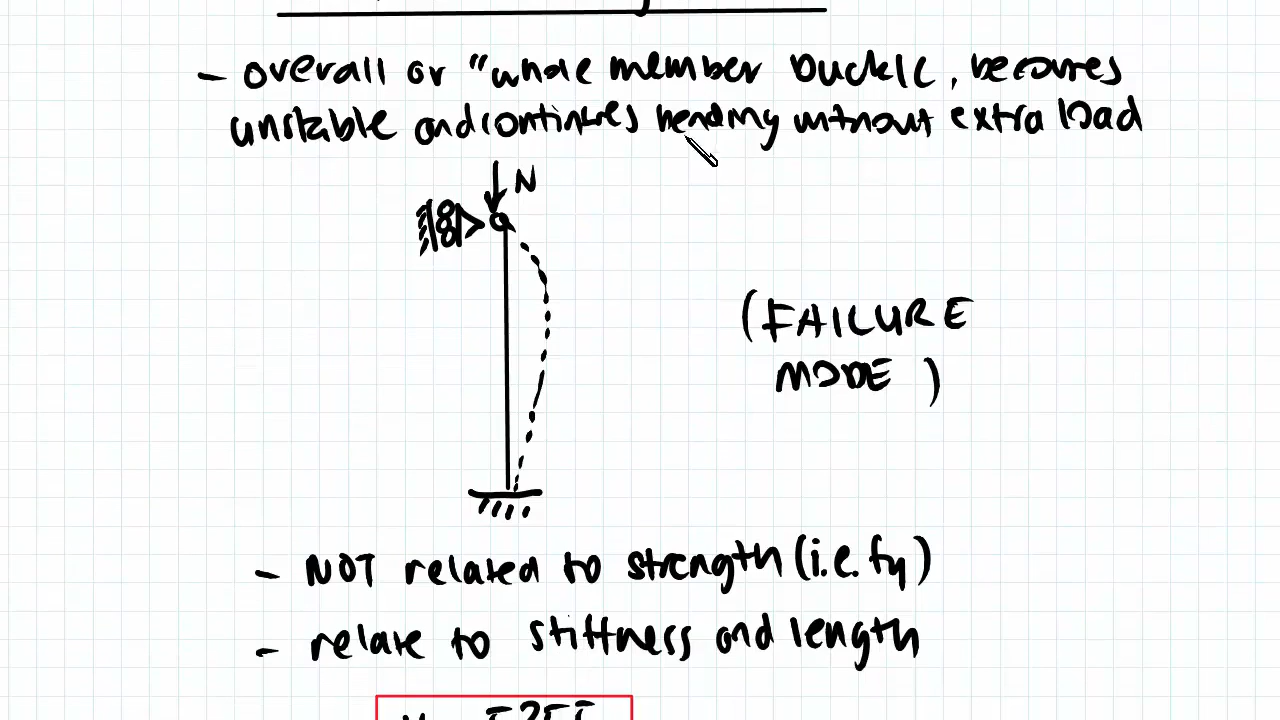 - overall or "whole member buckle, becomes
unstable and continues bending without extra load
N
(FAILURE
MODE)
- NOT related to strength (i.e. fy)
- relate to stiffness and length